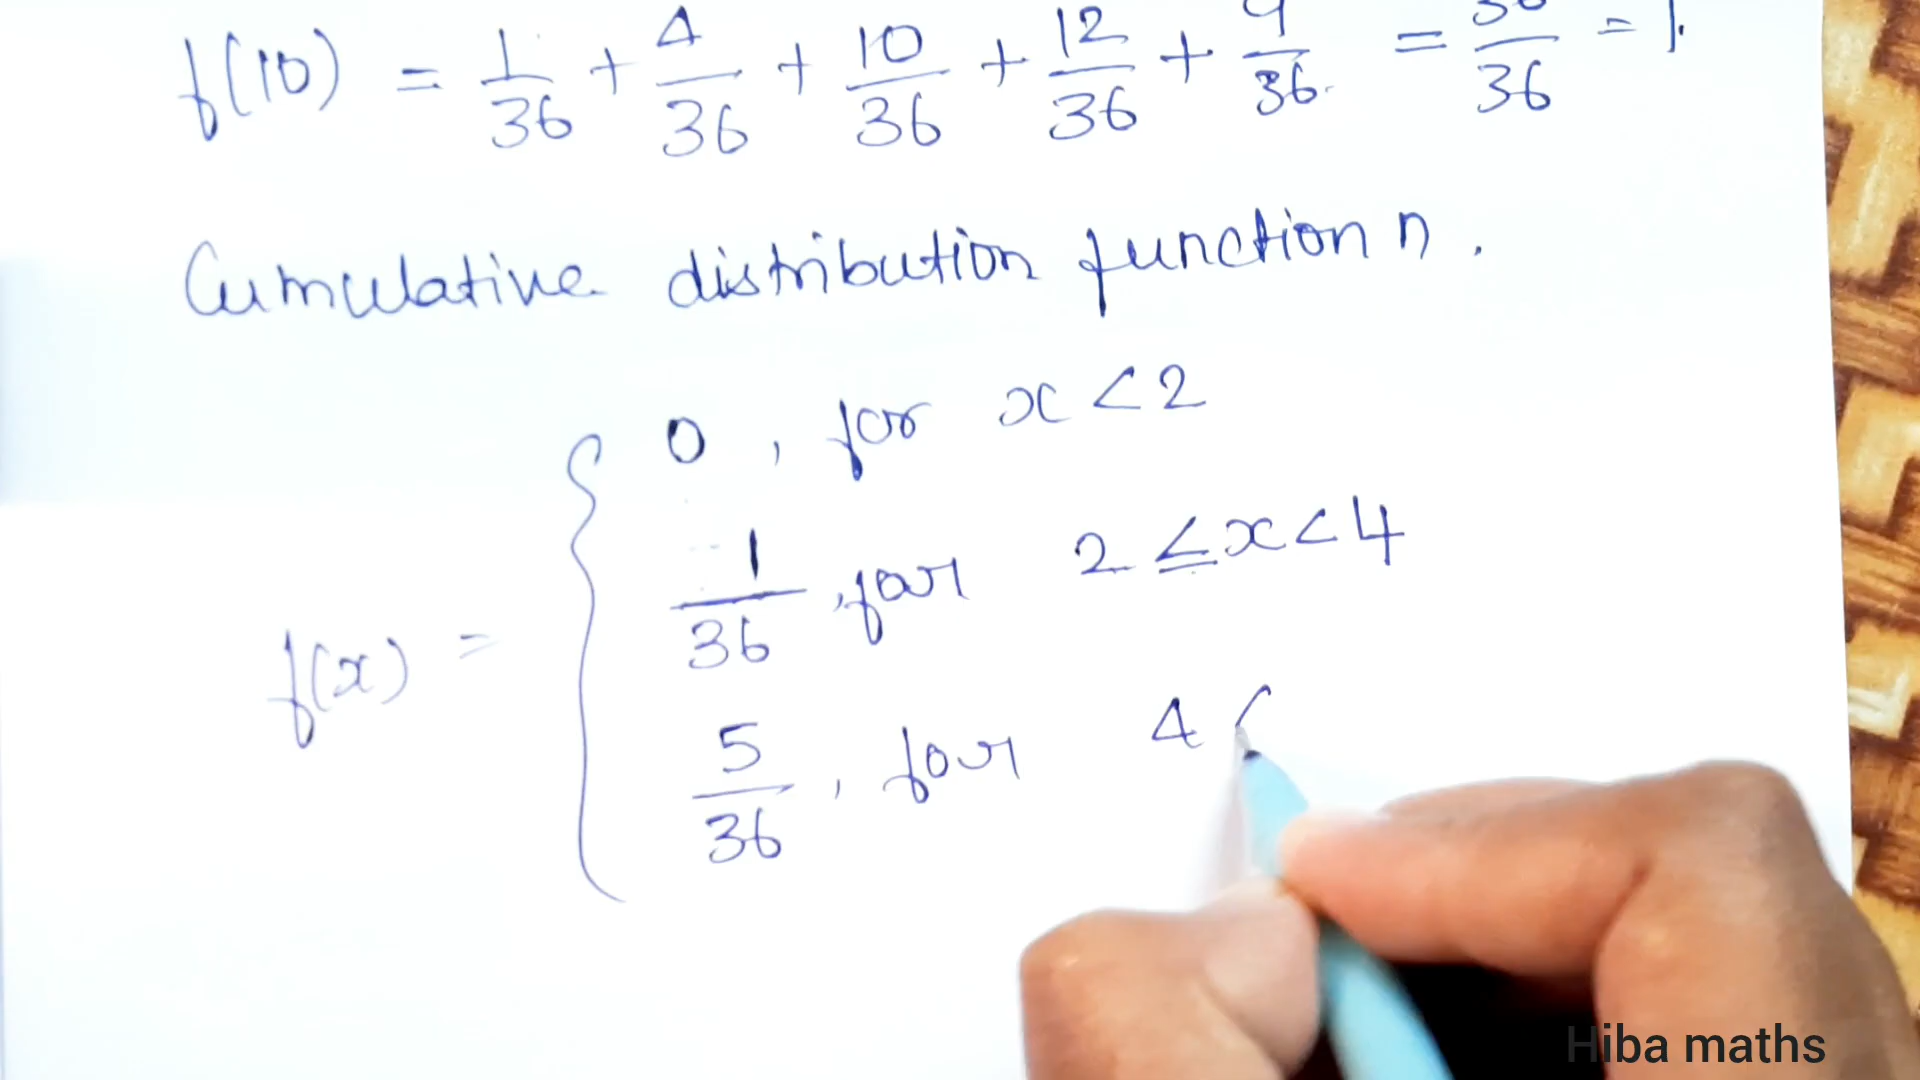 f(10) = 1/36 + 4/36 + 10/36 + 12/36 + 9/36 = 36/36 = 1.
Cumulative distribution function n.
f(x) =
0, for x < 2
1/36, for 2 ≤ x < 4
5/36, for 4
Hiba maths